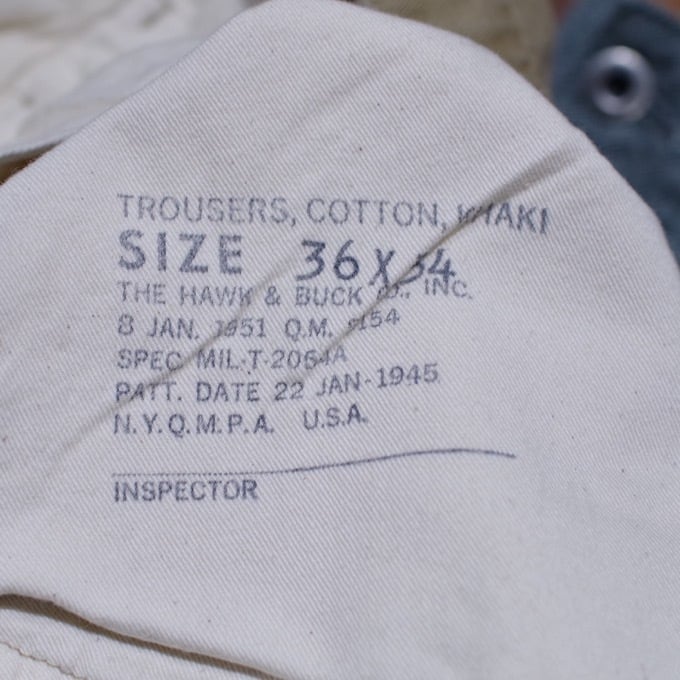 TROUSERS, COTTON, KHAKI
SIZE 36 X 34
THE HAWK & BUCK CO., INC.
8 JAN. 1951 Q.M.
SPEC MIL-T-2064A
PATT. DATE 22 JAN-1945
N.Y.Q.M.P.A. U.S.A.
INSPECTOR